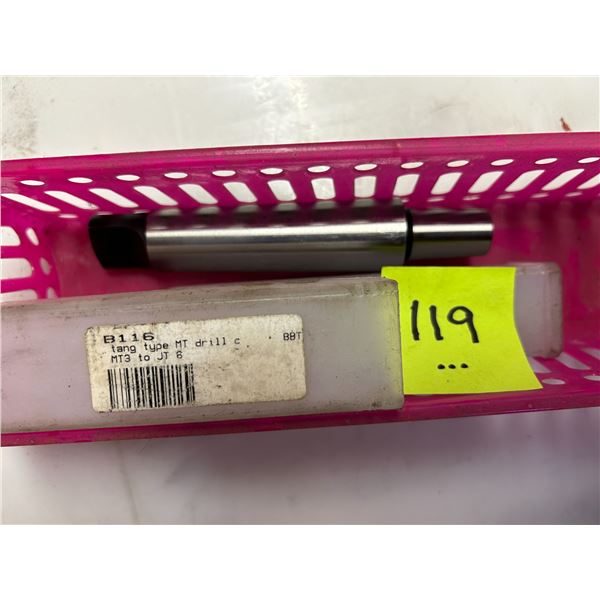 B116
tang type MT drill c BBT
MT3 to JT 6
119
...